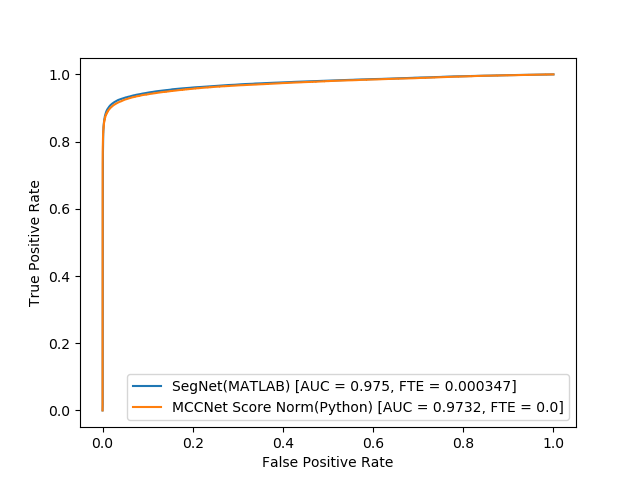 1.0
0.8
0.6
0.4
0.2
0.0
True Positive Rate
SegNet(MATLAB) [AUC = 0.975, FTE = 0.000347]
MCCNet Score Norm(Python) [AUC = 0.9732, FTE = 0.0]
0.0 0.2 0.4 0.6 0.8 1.0
False Positive Rate